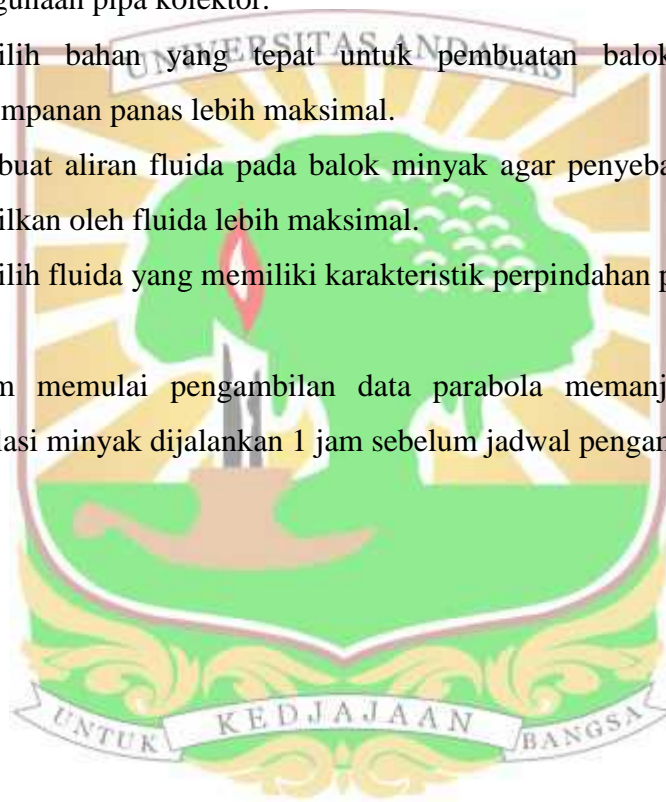 gunaan pipa kolektor.
UNIVERSITAS ANDALAS
ilih bahan yang tepat untuk pembuatan balok
mpanan panas lebih maksimal.
buat aliran fluida pada balok minyak agar penyeba
ilkan oleh fluida lebih maksimal.
ilih fluida yang memiliki karakteristik perpindahan p
m memulai pengambilan data parabola memanj
lasi minyak dijalankan 1 jam sebelum jadwal pengam
UNTUK KEDJAJAAN BANGSA